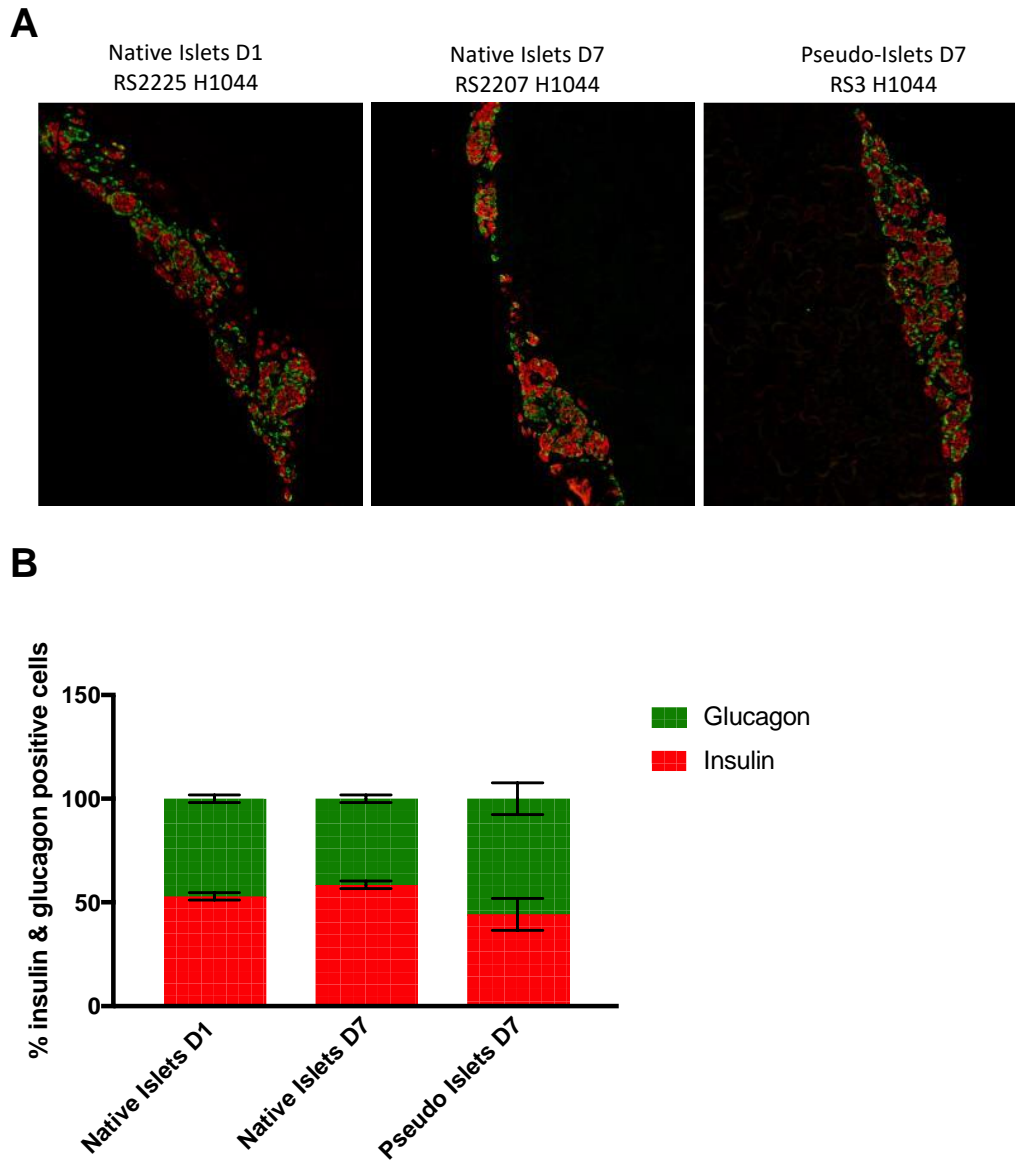 A
Native Islets D1
RS2225 H1044
Native Islets D7
RS2207 H1044
Pseudo-Islets D7
RS3 H1044
B
% insulin & glucagon positive cells
150
100
50
0
Native Islets D1
Native Islets D7
Pseudo Islets D7
Glucagon
Insulin